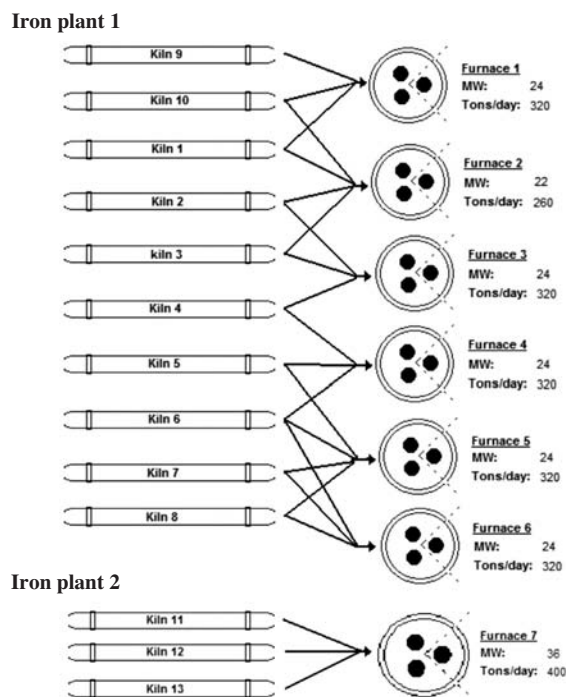 Iron plant 1
Kiln 9
Kiln 10
Kiln 1
Kiln 2
kiln 3
Kiln 4
Kiln 5
Kiln 6
Kiln 7
Kiln 8
Furnace 1
MW: 24
Tons/day: 320
Furnace 2
MW: 22
Tons/day: 260
Furnace 3
MW: 24
Tons/day: 320
Furnace 4
MW: 24
Tons/day: 320
Furnace 5
MW: 24
Tons/day: 320
Furnace 6
MW: 24
Tons/day: 320
Iron plant 2
Kiln 11
Kiln 12
Kiln 13
Furnace 7
MW: 36
Tons/day: 400